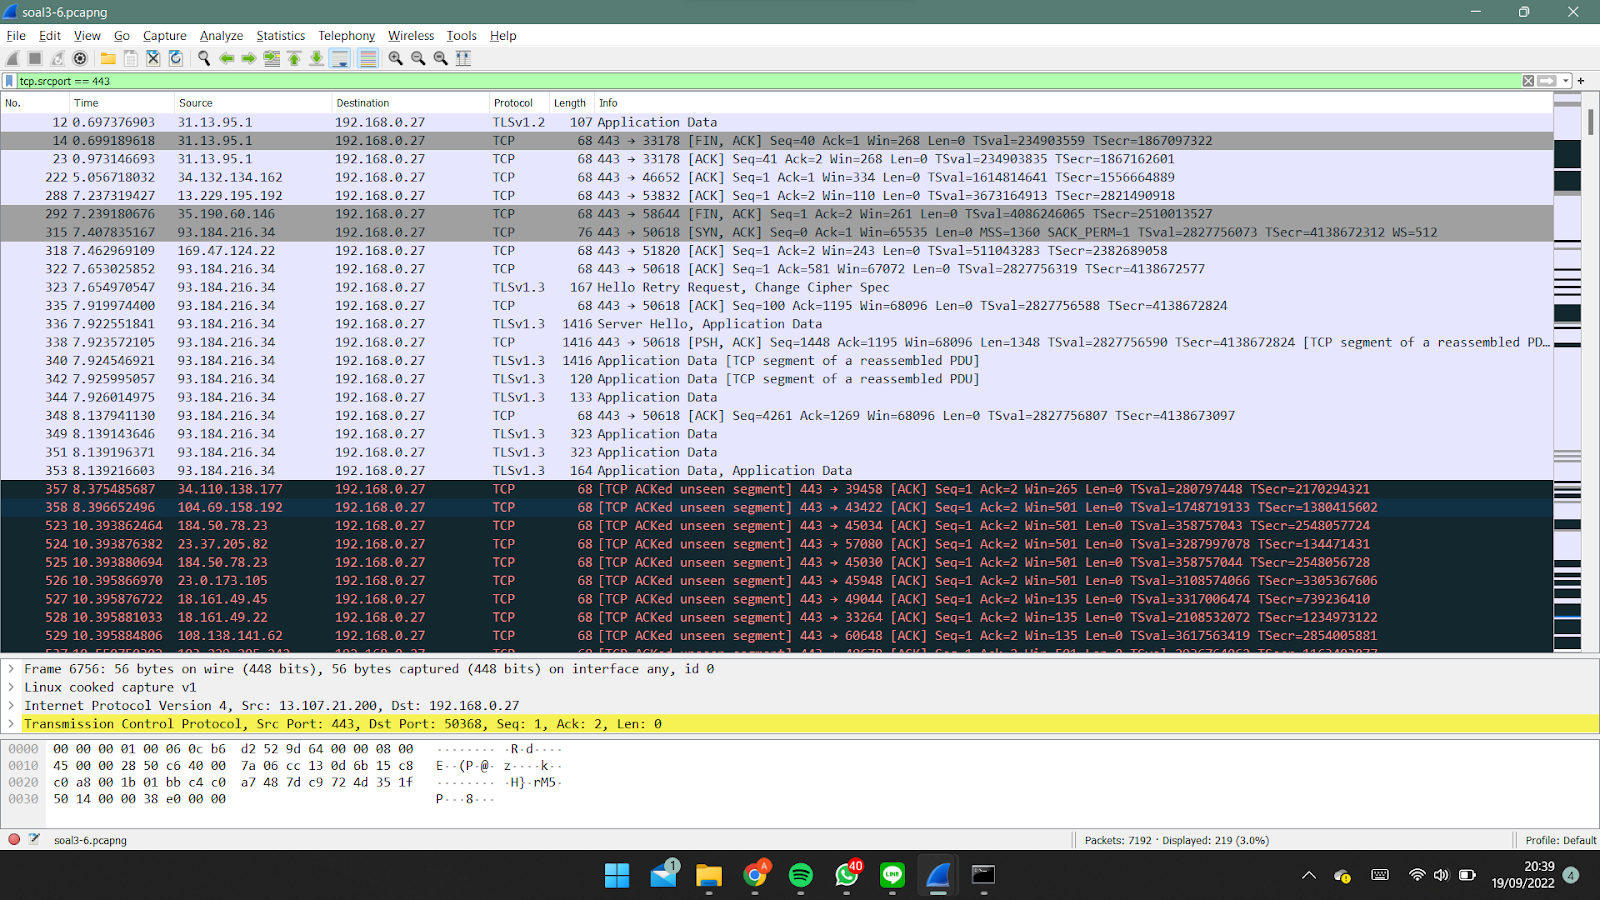 soal3-6.pcapng
File Edit View Go Capture Analyze Statistics Telephony Wireless Tools Help
tcp.srcport == 443
No. Time Source Destination Protocol Length Info
12 0.697376903 31.13.95.1 192.168.0.27 TLSv1.2 107 Application Data
14 0.699189618 31.13.95.1 192.168.0.27 TCP 68 443 → 33178 [FIN, ACK] Seq=40 Ack=1 Win=268 Len=0 TSval=234903559 TSecr=1867097322
23 0.973146693 31.13.95.1 192.168.0.27 TCP 68 443 → 33178 [ACK] Seq=41 Ack=2 Win=268 Len=0 TSval=234903835 TSecr=1867162601
222 5.056718032 34.132.134.162 192.168.0.27 TCP 68 443 → 46652 [ACK] Seq=1 Ack=1 Win=334 Len=0 TSval=1614814641 TSecr=1556664889
288 7.237319427 13.229.195.192 192.168.0.27 TCP 68 443 → 53832 [ACK] Seq=1 Ack=2 Win=110 Len=0 TSval=3673164913 TSecr=2821490918
292 7.239180676 35.190.60.146 192.168.0.27 TCP 68 443 → 58644 [FIN, ACK] Seq=1 Ack=2 Win=261 Len=0 TSval=4086246065 TSecr=2510013527
315 7.407835167 93.184.216.34 192.168.0.27 TCP 76 443 → 50618 [SYN, ACK] Seq=0 Ack=1 Win=65535 Len=0 MSS=1360 SACK_PERM=1 TSval=2827756073 TSecr=4138672312 WS=512
318 7.462969109 169.47.124.22 192.168.0.27 TCP 68 443 → 51820 [ACK] Seq=1 Ack=2 Win=243 Len=0 TSval=511043283 TSecr=2382689058
322 7.653025852 93.184.216.34 192.168.0.27 TCP 68 443 → 50618 [ACK] Seq=1 Ack=581 Win=67072 Len=0 TSval=2827756319 TSecr=4138672577
323 7.654970547 93.184.216.34 192.168.0.27 TLSv1.3 167 Hello Retry Request, Change Cipher Spec
335 7.919974400 93.184.216.34 192.168.0.27 TCP 68 443 → 50618 [ACK] Seq=100 Ack=1195 Win=68096 Len=0 TSval=2827756588 TSecr=4138672824
336 7.922551841 93.184.216.34 192.168.0.27 TLSv1.3 1416 Server Hello, Application Data
338 7.923572105 93.184.216.34 192.168.0.27 TCP 1416 443 → 50618 [PSH, ACK] Seq=1448 Ack=1195 Win=68096 Len=1348 TSval=2827756590 TSecr=4138672824 [TCP segment of a reassembled PD…
340 7.924546921 93.184.216.34 192.168.0.27 TLSv1.3 1416 Application Data [TCP segment of a reassembled PDU]
342 7.925995057 93.184.216.34 192.168.0.27 TLSv1.3 120 Application Data [TCP segment of a reassembled PDU]
344 7.926014975 93.184.216.34 192.168.0.27 TLSv1.3 133 Application Data
348 8.137941130 93.184.216.34 192.168.0.27 TCP 68 443 → 50618 [ACK] Seq=4261 Ack=1269 Win=68096 Len=0 TSval=2827756807 TSecr=4138673097
349 8.139143646 93.184.216.34 192.168.0.27 TLSv1.3 323 Application Data
351 8.139196371 93.184.216.34 192.168.0.27 TLSv1.3 323 Application Data
353 8.139216603 93.184.216.34 192.168.0.27 TLSv1.3 164 Application Data, Application Data
357 8.375485687 34.110.138.177 192.168.0.27 TCP 68 [TCP ACKed unseen segment] 443 → 39458 [ACK] Seq=1 Ack=2 Win=265 Len=0 TSval=280797448 TSecr=2170294321
358 8.396652496 104.69.158.192 192.168.0.27 TCP 68 [TCP ACKed unseen segment] 443 → 43422 [ACK] Seq=1 Ack=2 Win=501 Len=0 TSval=1748719133 TSecr=1380415602
523 10.393862464 184.50.78.23 192.168.0.27 TCP 68 [TCP ACKed unseen segment] 443 → 45034 [ACK] Seq=1 Ack=2 Win=501 Len=0 TSval=358757043 TSecr=2548057724
524 10.393876382 23.37.205.82 192.168.0.27 TCP 68 [TCP ACKed unseen segment] 443 → 57080 [ACK] Seq=1 Ack=2 Win=501 Len=0 TSval=3287997078 TSecr=134471431
525 10.393880694 184.50.78.23 192.168.0.27 TCP 68 [TCP ACKed unseen segment] 443 → 45030 [ACK] Seq=1 Ack=2 Win=501 Len=0 TSval=358757044 TSecr=2548056728
526 10.395866970 23.0.173.105 192.168.0.27 TCP 68 [TCP ACKed unseen segment] 443 → 45948 [ACK] Seq=1 Ack=2 Win=501 Len=0 TSval=3108574066 TSecr=3305367606
527 10.395876722 18.161.49.45 192.168.0.27 TCP 68 [TCP ACKed unseen segment] 443 → 49044 [ACK] Seq=1 Ack=2 Win=135 Len=0 TSval=3317006474 TSecr=739236410
528 10.395881033 18.161.49.22 192.168.0.27 TCP 68 [TCP ACKed unseen segment] 443 → 33264 [ACK] Seq=1 Ack=2 Win=135 Len=0 TSval=2108532072 TSecr=1234973122
529 10.395884806 108.138.141.62 192.168.0.27 TCP 68 [TCP ACKed unseen segment] 443 → 60648 [ACK] Seq=1 Ack=2 Win=135 Len=0 TSval=3617563419 TSecr=2854005881
Frame 6756: 56 bytes on wire (448 bits), 56 bytes captured (448 bits) on interface any, id 0
Linux cooked capture v1
Internet Protocol Version 4, Src: 13.107.21.200, Dst: 192.168.0.27
Transmission Control Protocol, Src Port: 443, Dst Port: 50368, Seq: 1, Ack: 2, Len: 0
0000 00 00 00 01 00 06 0c b6 d2 52 9d 64 00 00 08 00 ········ ·R·d····
0010 45 00 00 28 50 c6 40 00 7a 06 cc 13 0d 6b 15 c8 E··(P·@· z····k··
0020 c0 a8 00 1b 01 bb c4 c0 a7 48 7d c9 72 4d 35 1f ········ ·H}·rM5·
0030 50 14 00 00 38 e0 00 00 P···8···
soal3-6.pcapng Packets: 7192 · Displayed: 219 (3.0%) Profile: Default
1 A 40 LINE
20:39
19/09/2022 4